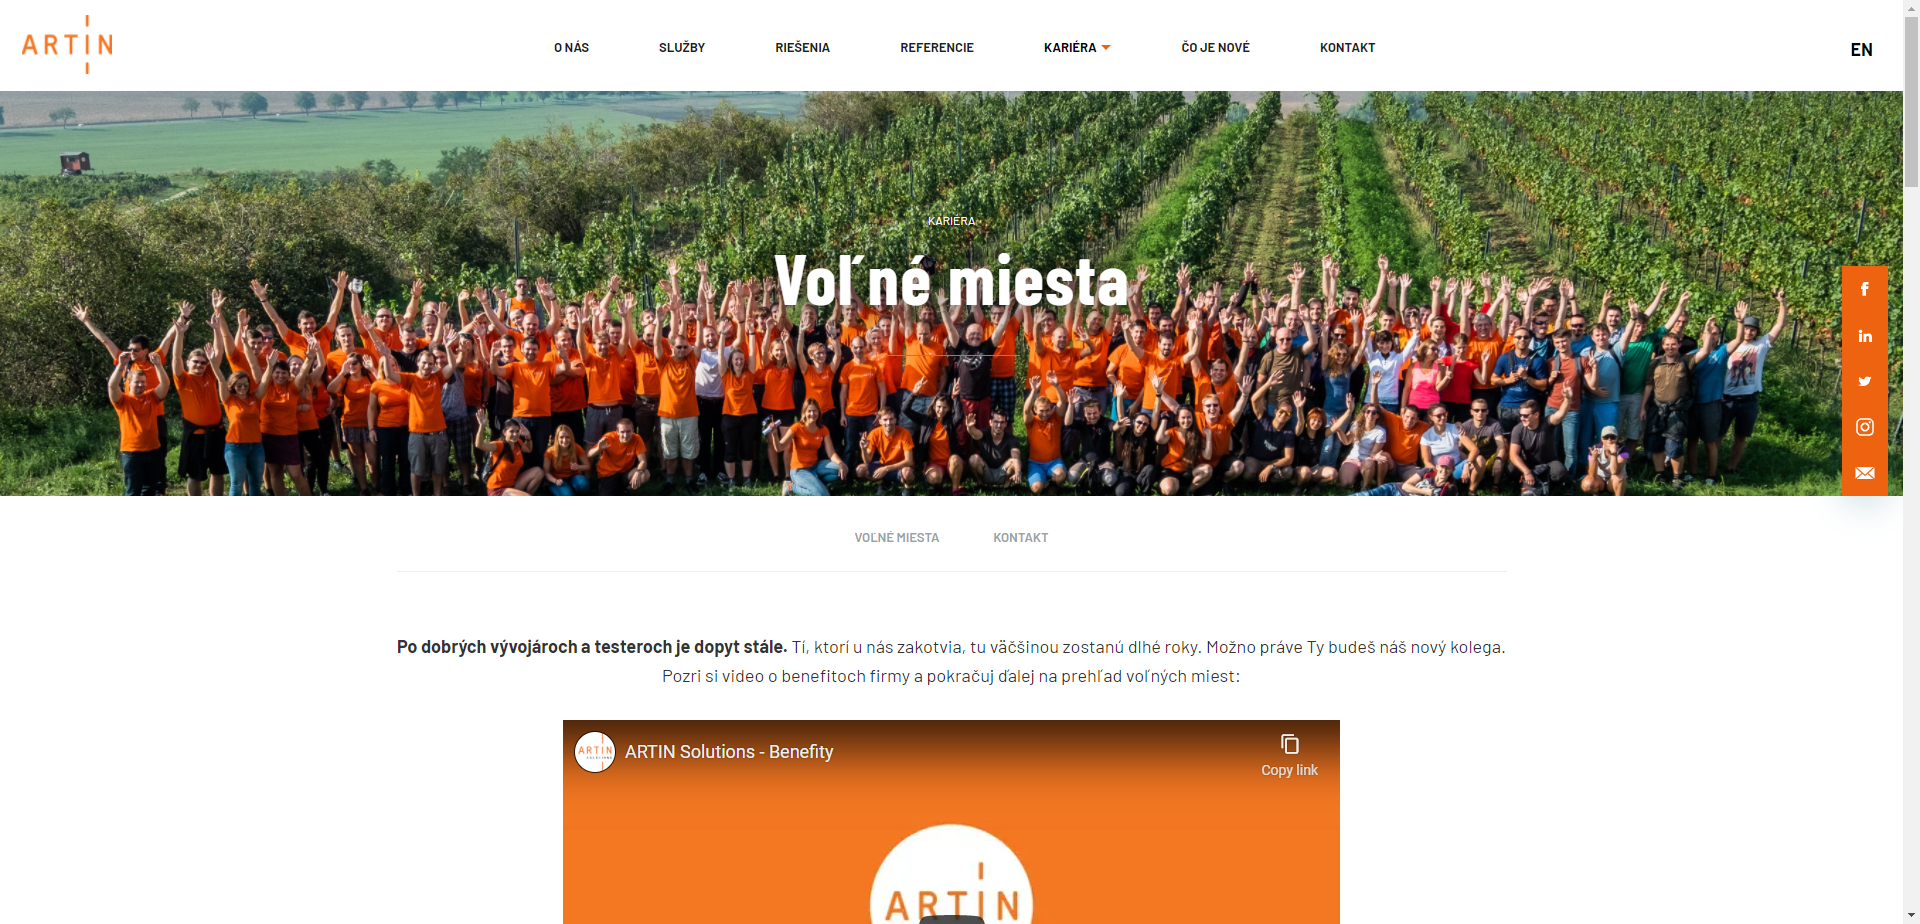 ARTIN
O NÁS
SLUŽBY
RIEŠENIA
REFERENCIE
KARIÉRA
ČO JE NOVÉ
KONTAKT
EN
KARIÉRA
Voľné miesta
VOĽNÉ MIESTA
KONTAKT
Po dobrých vývojároch a testeroch je dopyt stále. Tí, ktorí u nás zakotvia, tu väčšinou zostanú dlhé roky. Možno práve Ty budeš náš nový kolega.
Pozri si video o benefitoch firmy a pokračuj ďalej na prehľad voľných miest:
ARTIN
SOLUTIONS
ARTIN Solutions - Benefity
Copy link
ARTIN